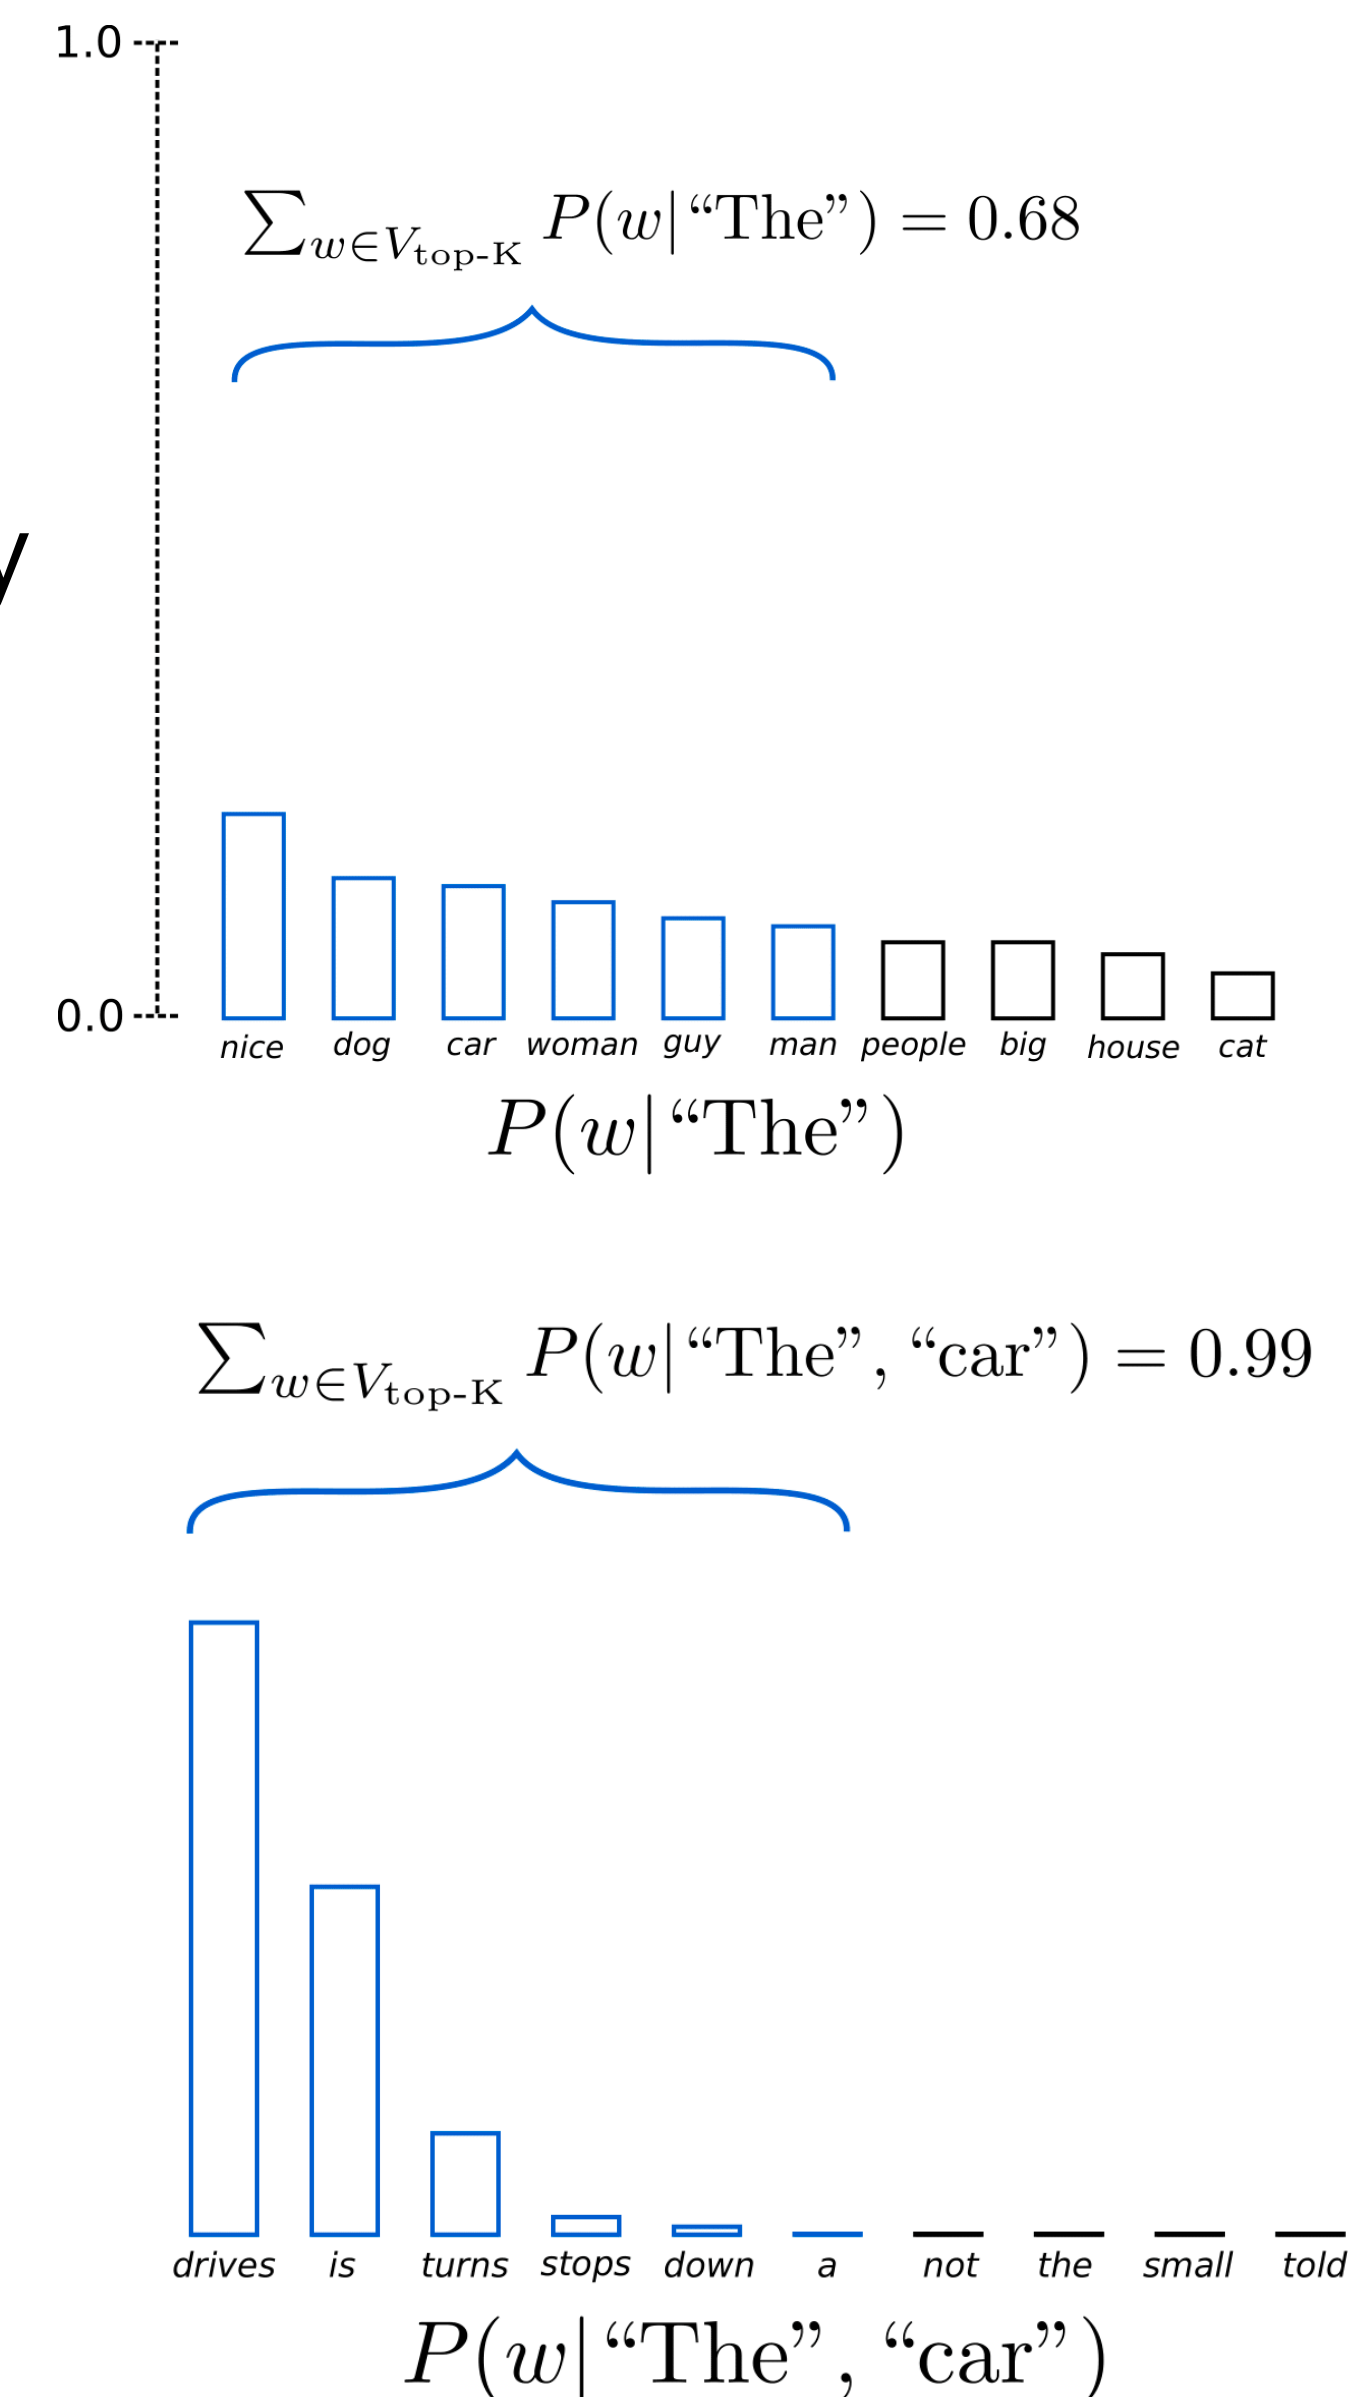 1.0
∑w∈Vtop-K P(w|“The”) = 0.68
y
0.0
nice dog car woman guy man people big house cat
P(w|“The”)
∑w∈Vtop-K P(w|“The”, “car”) = 0.99
drives is turns stops down a not the small told
P(w|“The”, “car”)